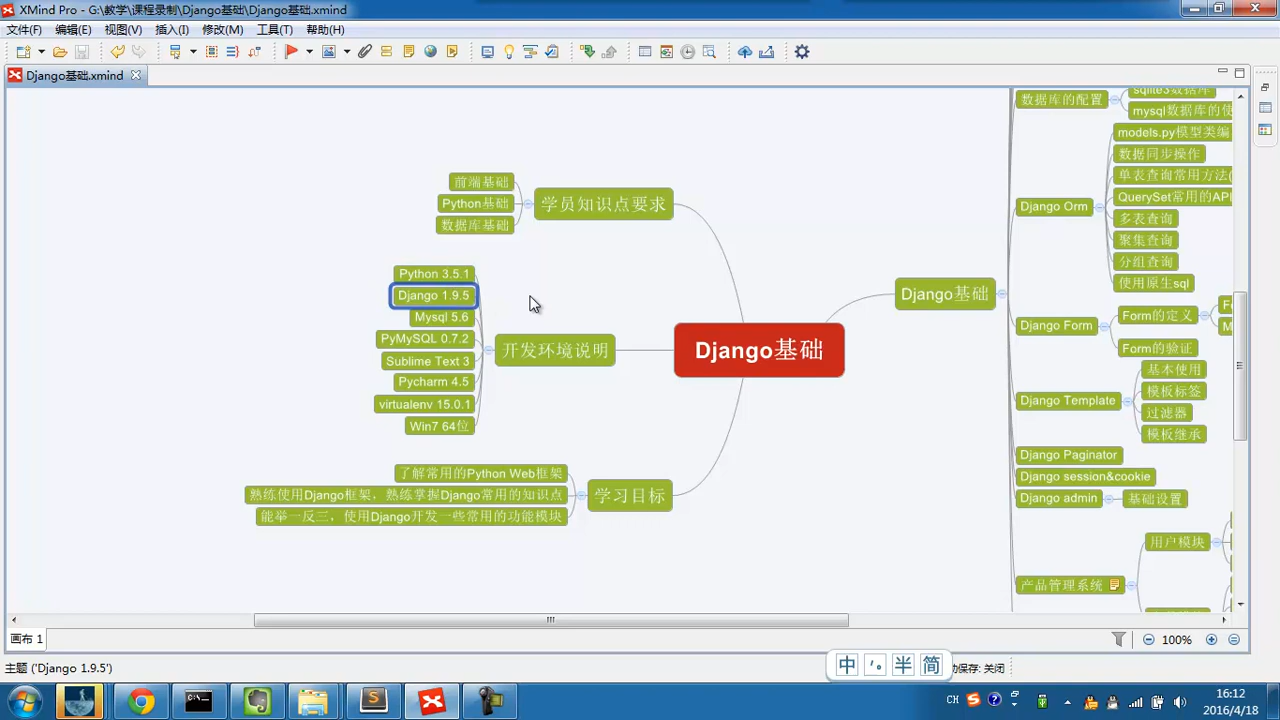 XMind Pro - G:\教学\课程录制\Django基础\Django基础.xmind
文件(F) 编辑(E) 视图(V) 插入(I) 修改(M) 工具(T) 帮助(H)
Django基础.xmind
前端基础
Python基础
数据库基础
学员知识点要求
Python 3.5.1
Django 1.9.5
Mysql 5.6
PyMySQL 0.7.2
Sublime Text 3
Pycharm 4.5
virtualenv 15.0.1
Win7 64位
开发环境说明
了解常用的Python Web框架
熟练使用Django框架，熟练掌握Django常用的知识点
能举一反三，使用Django开发一些常用的功能模块
学习目标
Django基础
Django基础
数据库的配置
sqlite3数据库
mysql数据库的使
Django Orm
models.py模型类编
数据同步操作
单表查询常用方法(
QuerySet常用的API
多表查询
聚集查询
分组查询
使用原生sql
Django Form
Form的定义
Form的验证
Django Template
基本使用
模板标签
过滤器
模板继承
Django Paginator
Django session&cookie
Django admin
基础设置
产品管理系统
用户模块
画布 1
100%
主题 ('Django 1.9.5')
中 半 简
动保存: 关闭
CH
16:12
2016/4/18